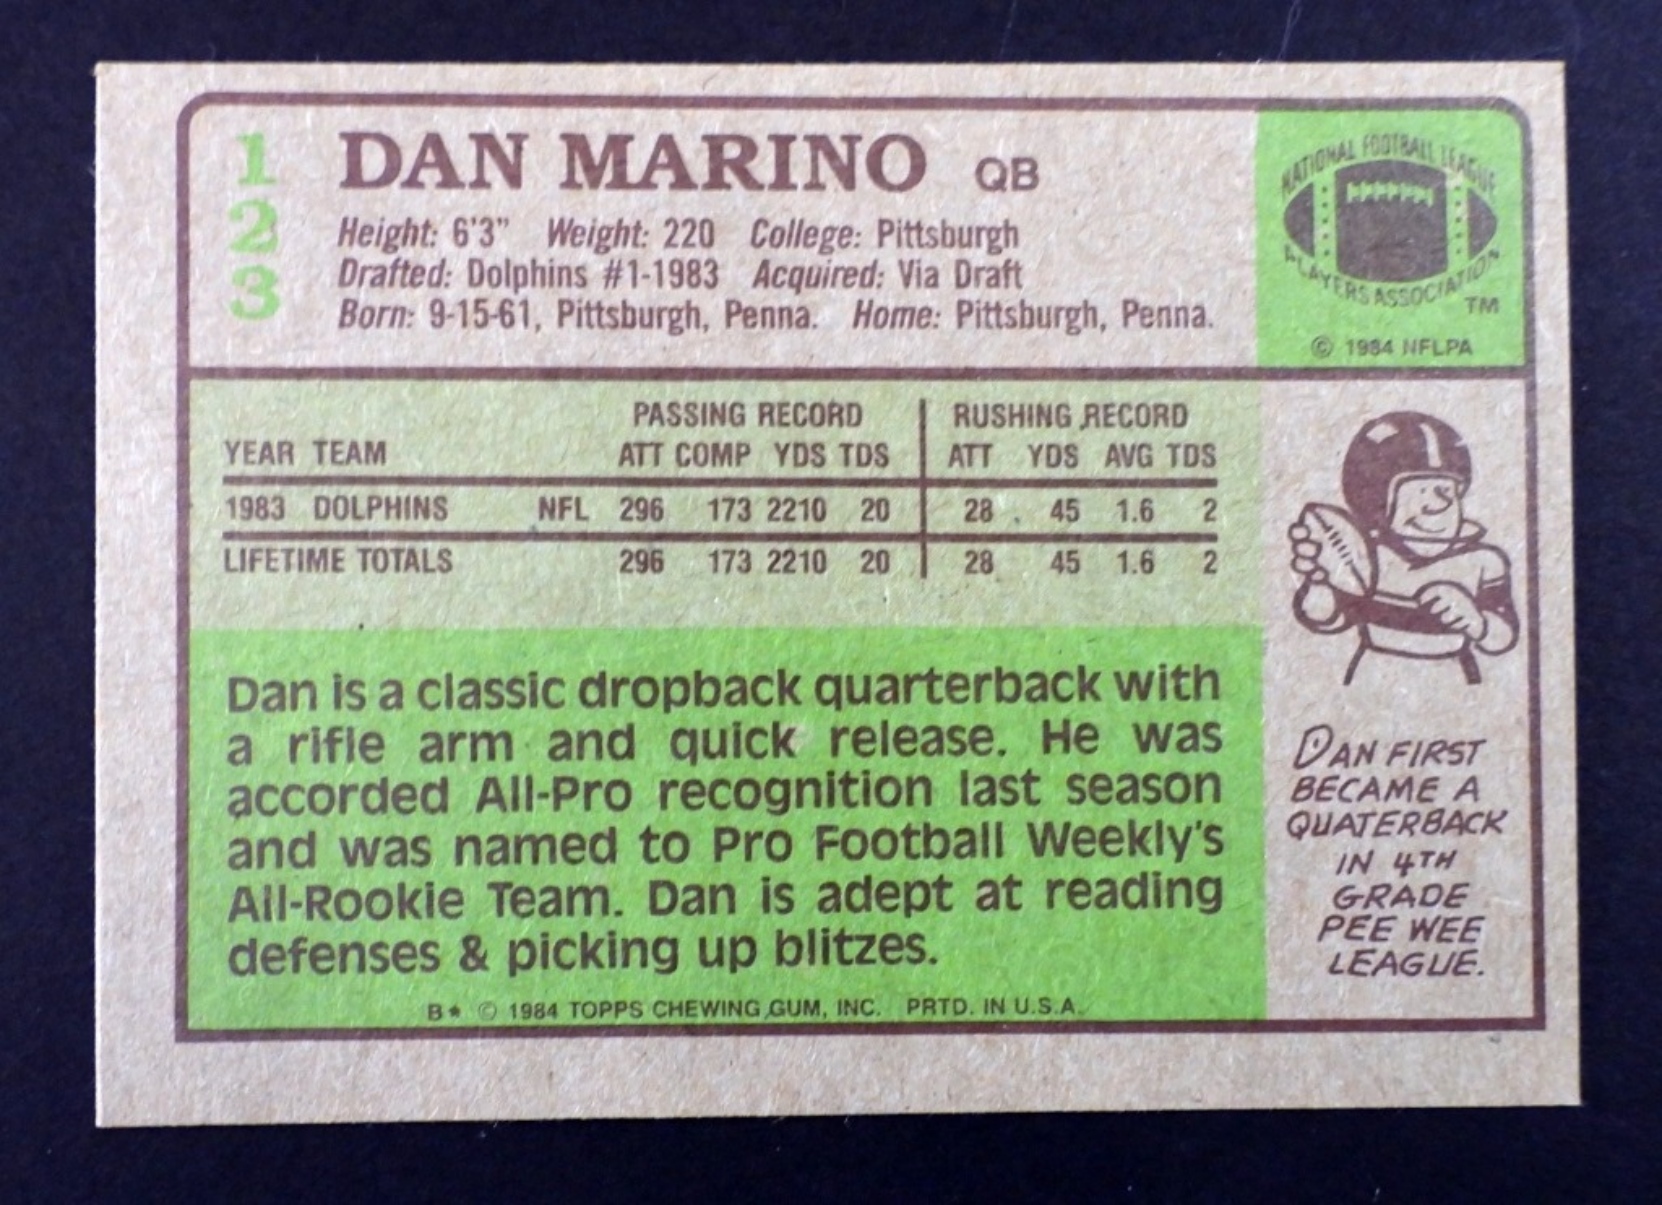 1
2
3
DAN MARINO QB
Height: 6'3" Weight: 220 College: Pittsburgh
Drafted: Dolphins #1-1983 Acquired: Via Draft
Born: 9-15-61, Pittsburgh, Penna. Home: Pittsburgh, Penna.
NATIONAL FOOTBALL LEAGUE
PLAYERS ASSOCIATION
TM
© 1984 NFLPA
PASSING RECORD RUSHING RECORD
YEAR TEAM ATT COMP YDS TDS ATT YDS AVG TDS
1983 DOLPHINS NFL 296 173 2210 20 28 45 1.6 2
LIFETIME TOTALS 296 173 2210 20 28 45 1.6 2
Dan is a classic dropback quarterback with
a rifle arm and quick release. He was
accorded All-Pro recognition last season
and was named to Pro Football Weekly's
All-Rookie Team. Dan is adept at reading
defenses & picking up blitzes.
B* © 1984 TOPPS CHEWING GUM, INC. PRTD. IN U.S.A.
DAN FIRST
BECAME A
QUATERBACK
IN 4TH
GRADE
PEE WEE
LEAGUE.